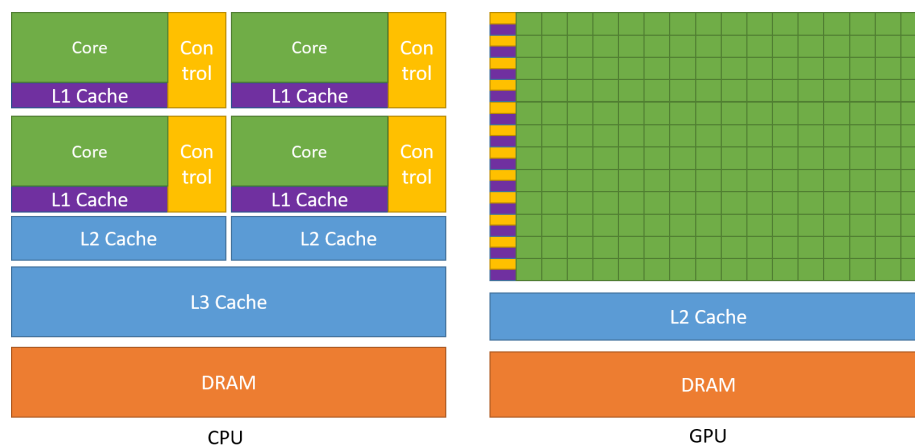 Core
Con
trol
L1 Cache
Core
Con
trol
L1 Cache
Core
Con
trol
L1 Cache
Core
Con
trol
L1 Cache
L2 Cache
L2 Cache
L3 Cache
DRAM
CPU
L2 Cache
DRAM
GPU